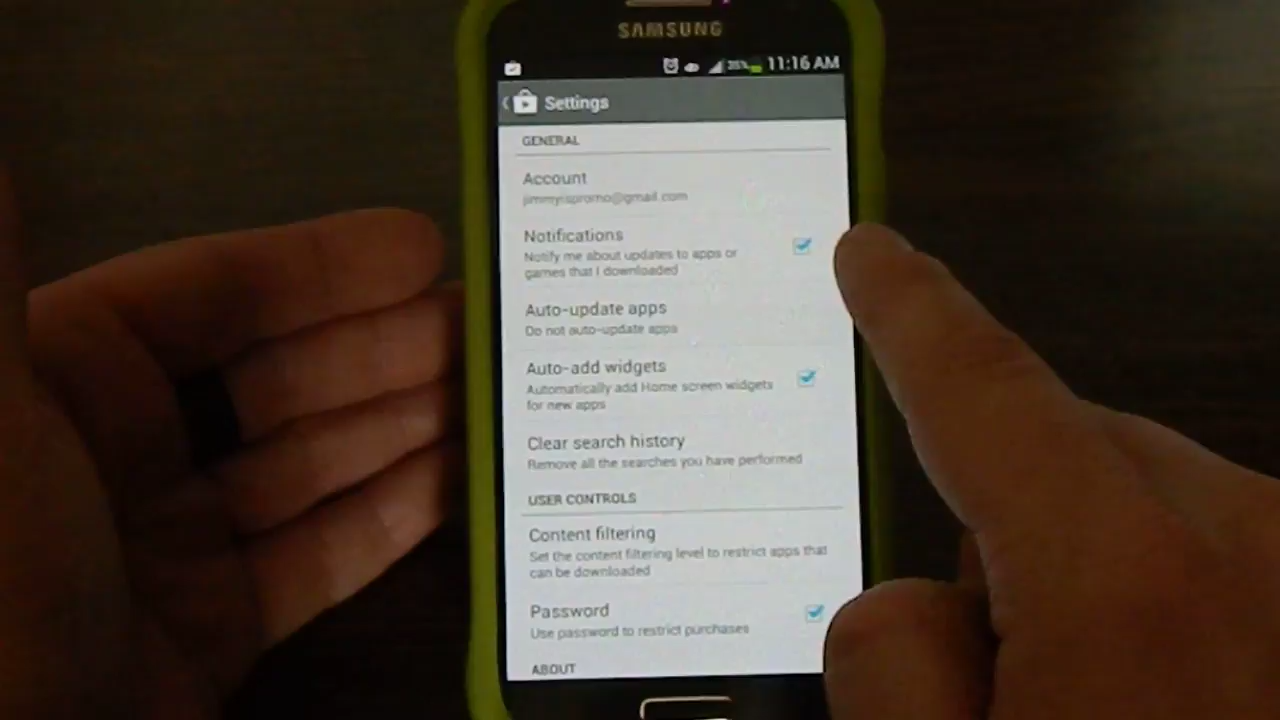 SAMSUNG
35% 11:16 AM
Settings
GENERAL
Account
jimmyispromo@gmail.com
Notifications
Notify me about updates to apps or
games that I downloaded
Auto-update apps
Do not auto-update apps
Auto-add widgets
Automatically add Home screen widgets
for new apps
Clear search history
Remove all the searches you have performed
USER CONTROLS
Content filtering
Set the content filtering level to restrict apps that
can be downloaded
Password
Use password to restrict purchases
ABOUT